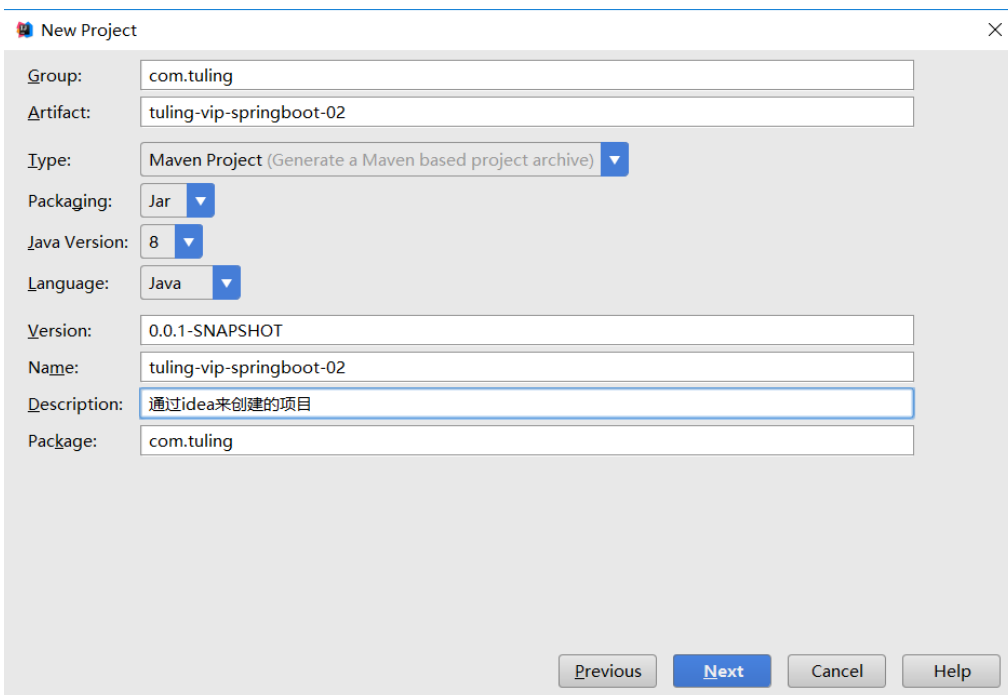 New Project
Group: com.tuling
Artifact: tuling-vip-springboot-02
Type: Maven Project (Generate a Maven based project archive)
Packaging: Jar
Java Version: 8
Language: Java
Version: 0.0.1-SNAPSHOT
Name: tuling-vip-springboot-02
Description: 通过idea来创建的项目
Package: com.tuling
Previous Next Cancel Help